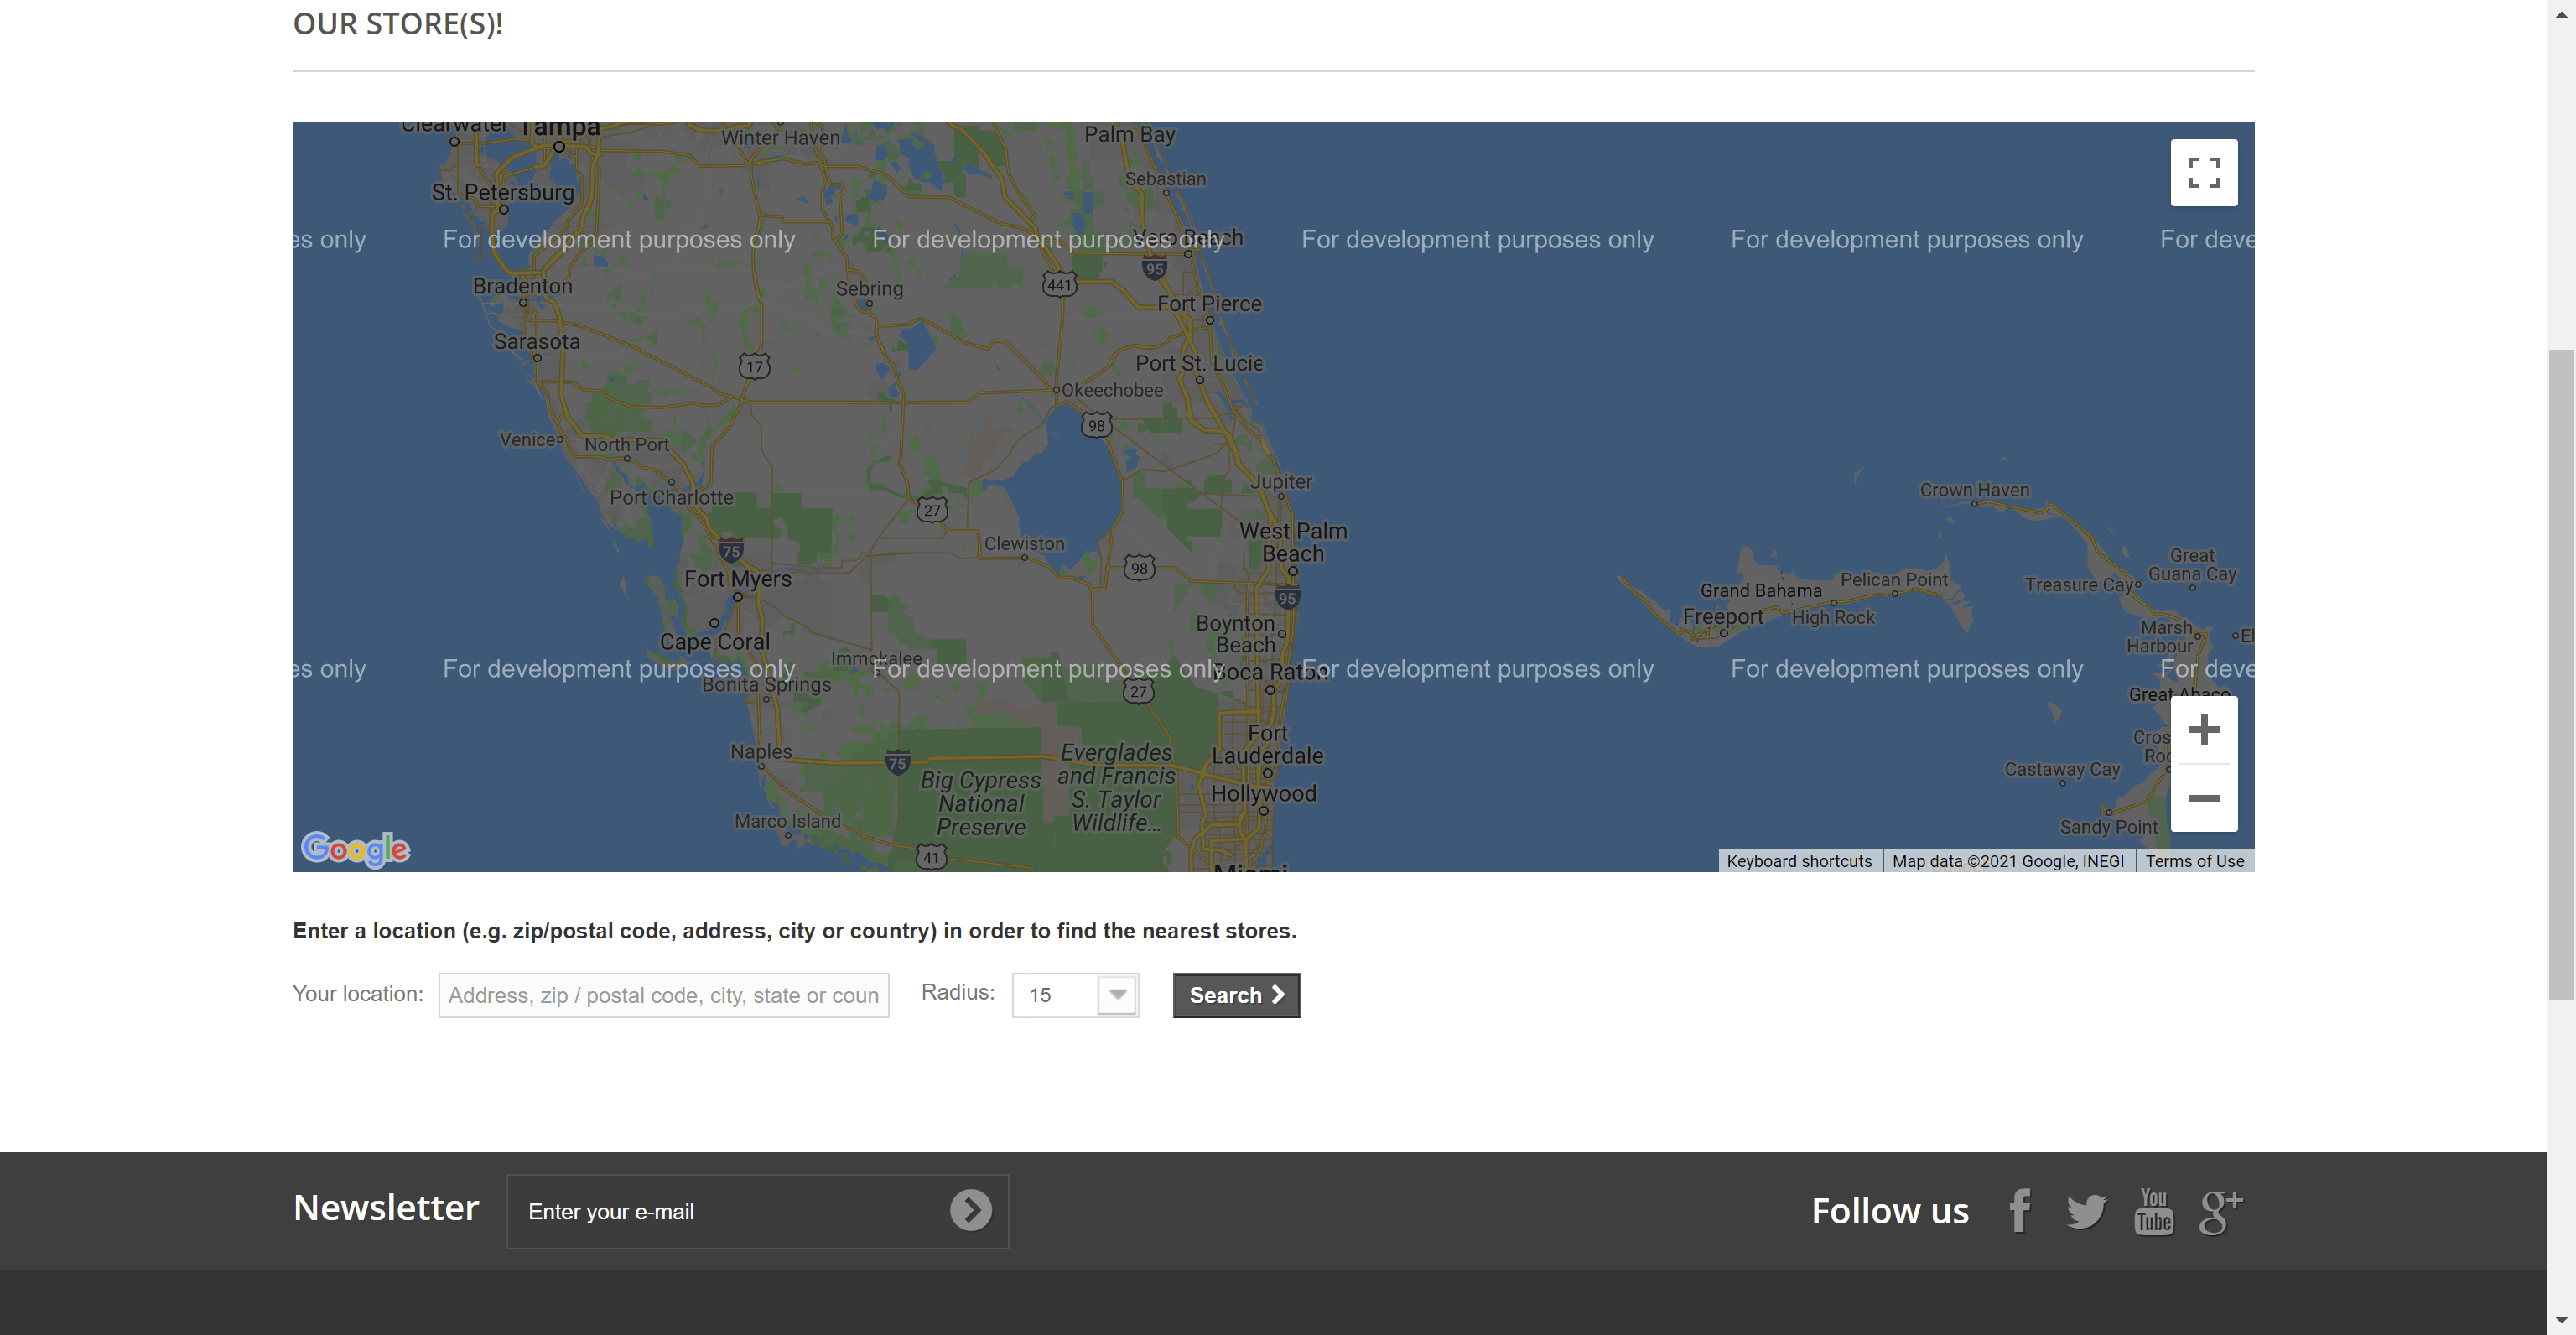 OUR STORE(S)!
Clearwater
Tampa
Winter Haven
Palm Bay
Sebastian
St. Petersburg
es only
For development purposes only
For development purposes only
Vero Beach
For development purposes only
For development purposes only
For deve
95
Bradenton
Sebring
441
Fort Pierce
Sarasota
17
Port St. Lucie
Okeechobee
98
Venice
North Port
Port Charlotte
27
Jupiter
Crown Haven
West Palm
Beach
75
Clewiston
98
Fort Myers
95
Grand Bahama
Pelican Point
Freeport
High Rock
Treasure Cay
Great
Guana Cay
Cape Coral
Boynton
Beach
Marsh
Harbour
El
Immokalee
es only
For development purposes only
For development purposes only
Boca Raton
For development purposes only
For development purposes only
For deve
Bonita Springs
27
Great Abaco
Naples
75
Big Cypress
National
Preserve
Everglades
and Francis
S. Taylor
Wildlife...
Fort
Lauderdale
Hollywood
Cros
Roc
Castaway Cay
Marco Island
Sandy Point
41
Miami
Google
Keyboard shortcuts
Map data ©2021 Google, INEGI
Terms of Use
Enter a location (e.g. zip/postal code, address, city or country) in order to find the nearest stores.
Your location: Address, zip / postal code, city, state or coun Radius: 15 Search
Newsletter Enter your e-mail Follow us f You Tube g+